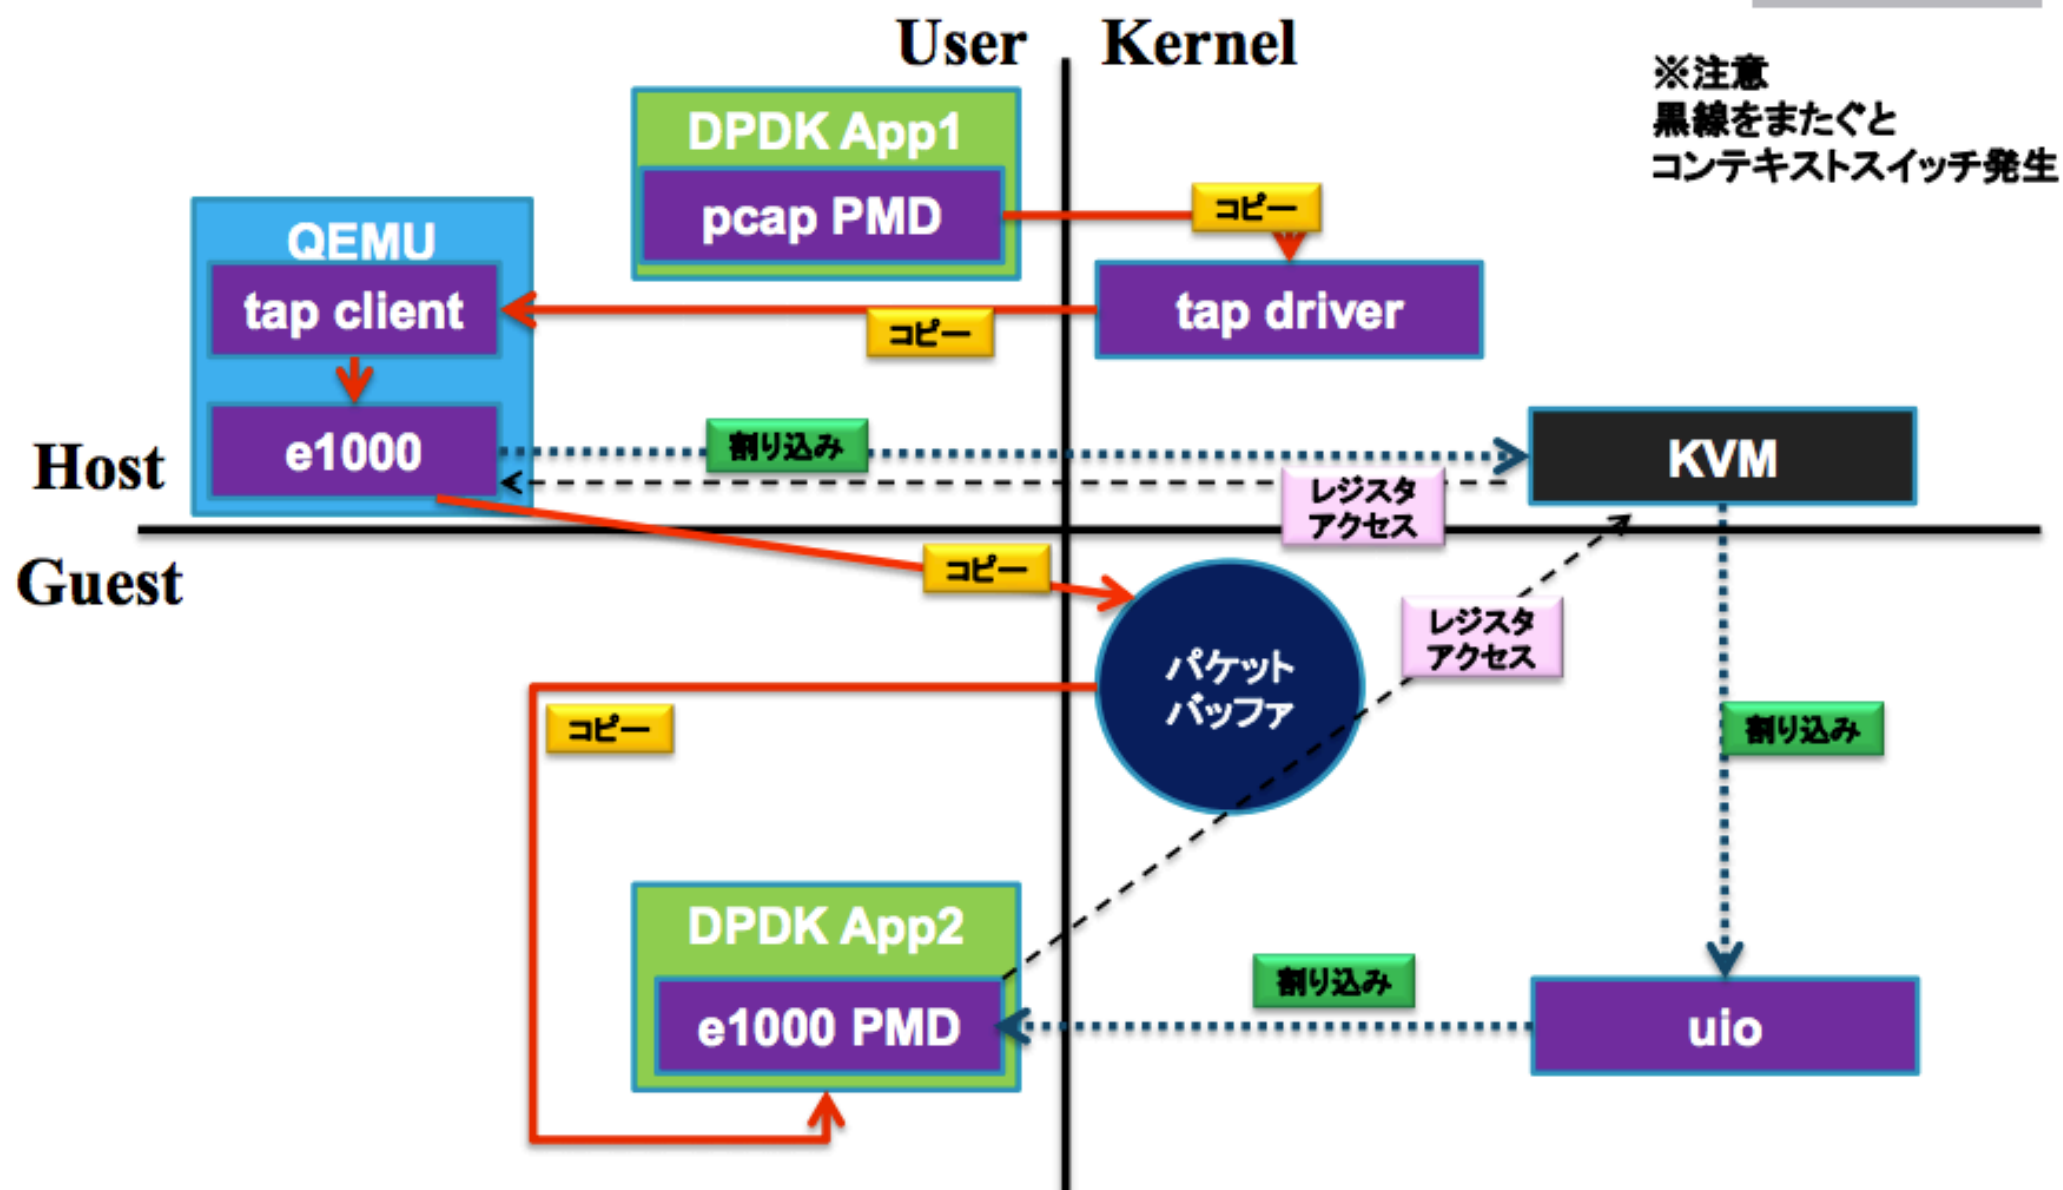 User
Kernel
※注意
黒線をまたぐと
コンテキストスイッチ発生
DPDK App1
pcap PMD
コピー
QEMU
tap client
コピー
tap driver
Host
e1000
割り込み
KVM
レジスタ
アクセス
Guest
コピー
レジスタ
アクセス
パケット
バッファ
コピー
割り込み
DPDK App2
e1000 PMD
割り込み
uio